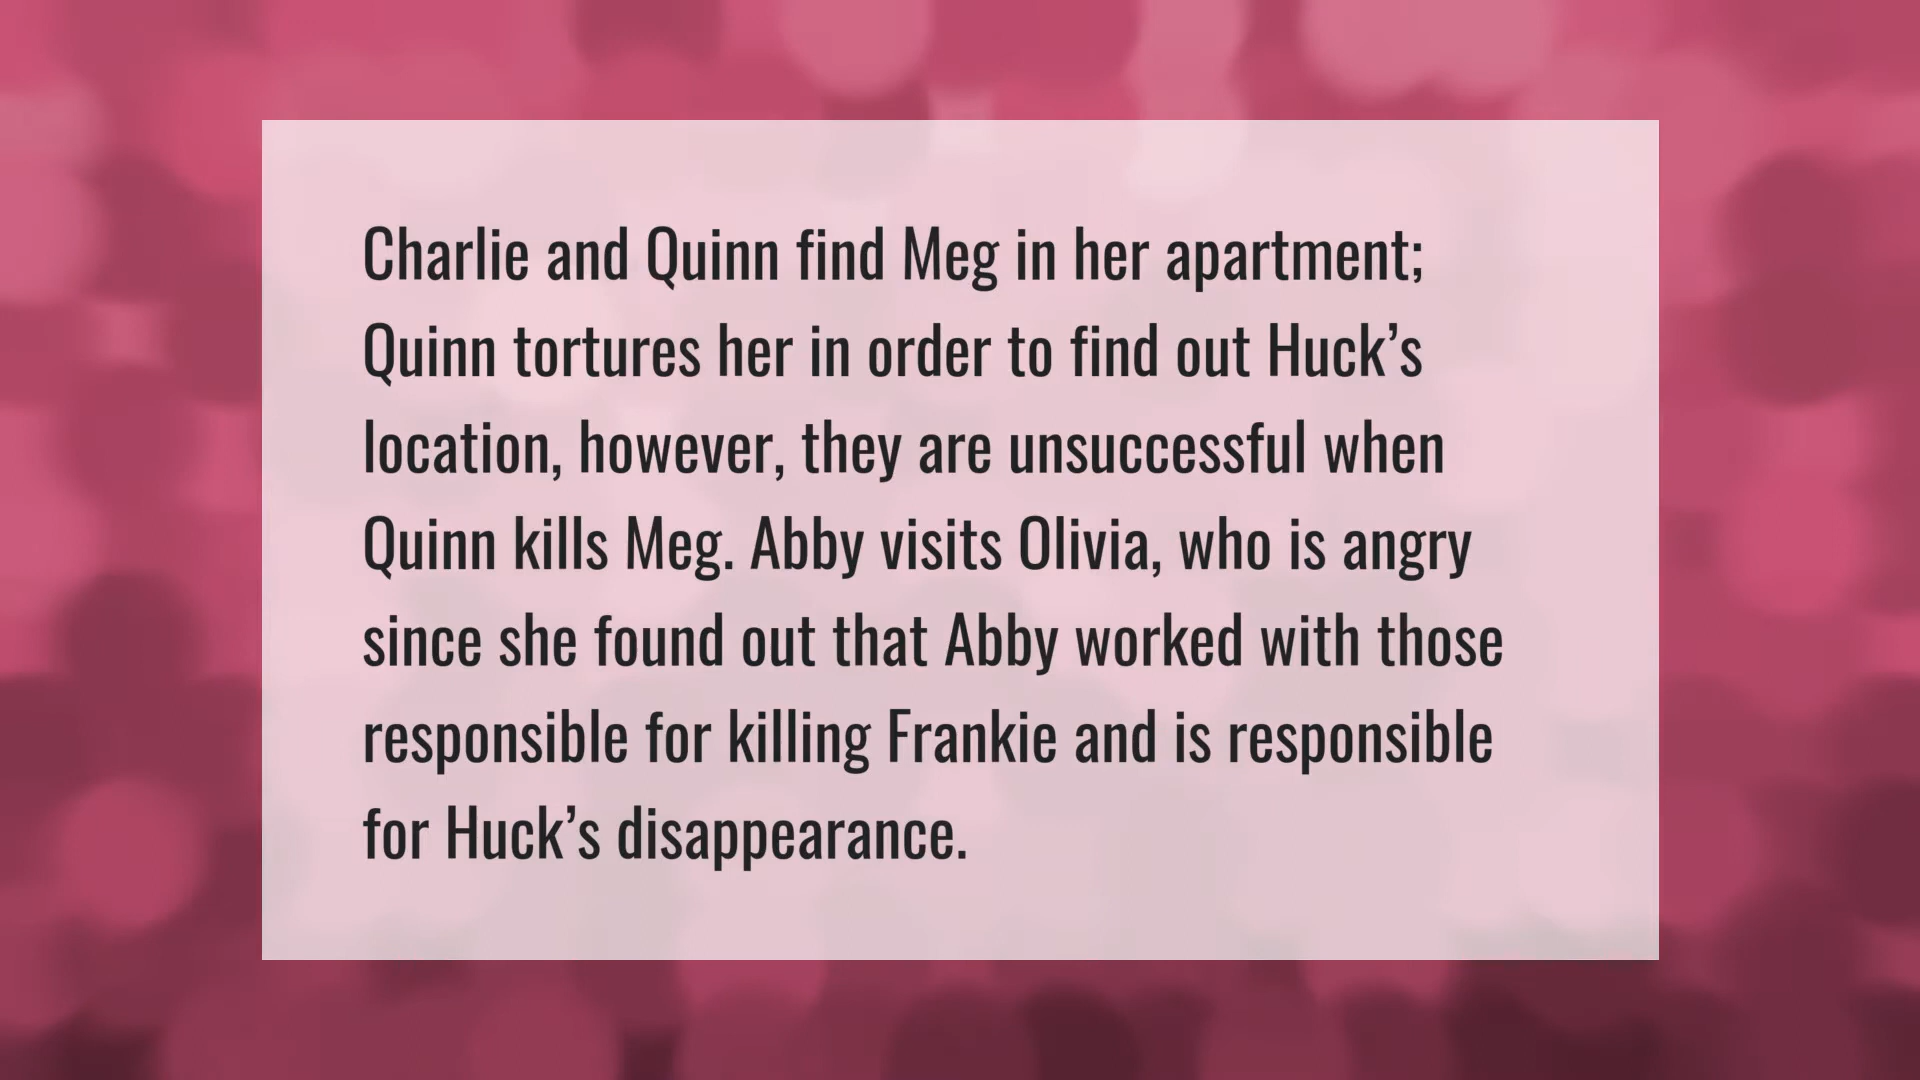 Charlie and Quinn find Meg in her apartment;
Quinn tortures her in order to find out Huck’s
location, however, they are unsuccessful when
Quinn kills Meg. Abby visits Olivia, who is angry
since she found out that Abby worked with those
responsible for killing Frankie and is responsible
for Huck’s disappearance.